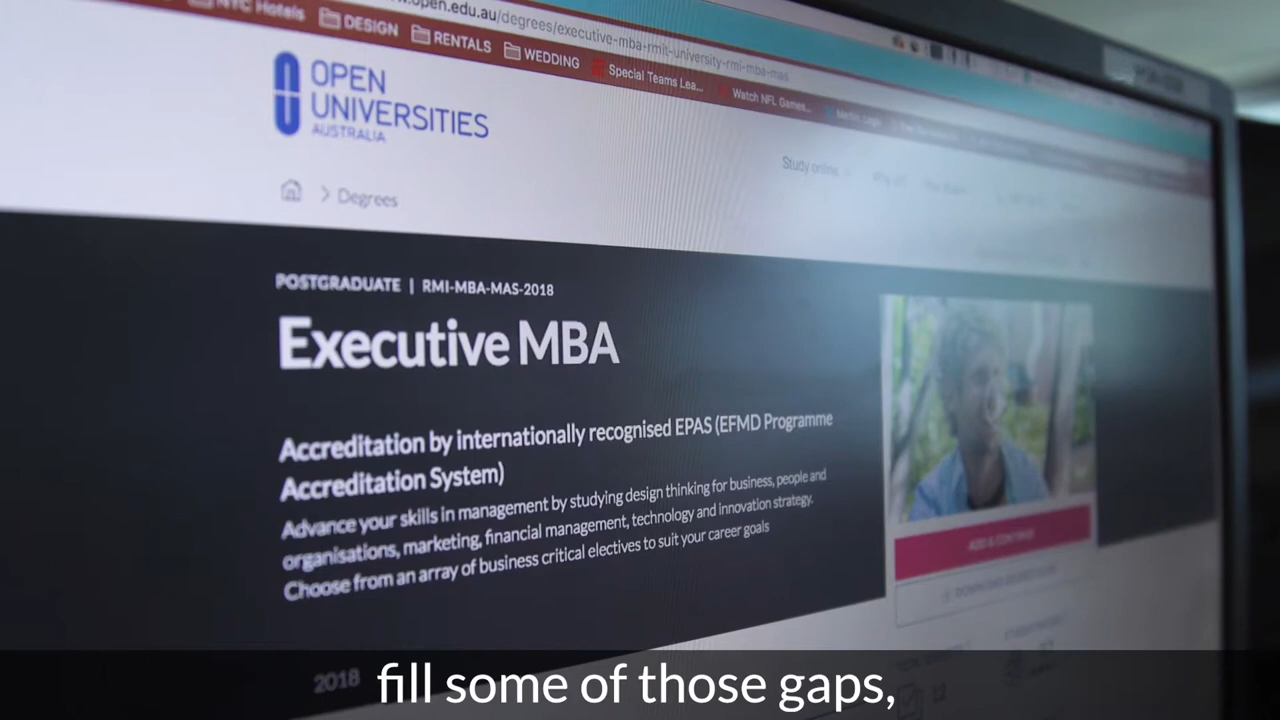 NYC Hotels
DESIGN
RENTALS
WEDDING
Special Teams Lea...
Watch NFL Games...
open.edu.au/degrees/executive-mba-rmit-university-rmi-mba-mas
OPEN
UNIVERSITIES
AUSTRALIA
Study online
> Degrees
POSTGRADUATE | RMI-MBA-MAS-2018
Executive MBA
Accreditation by internationally recognised EPAS (EFMD Programme
Accreditation System)
Advance your skills in management by studying design thinking for business, people and
organisations, marketing, financial management, technology and innovation strategy.
Choose from an array of business critical electives to suit your career goals
2018
fill some of those gaps,